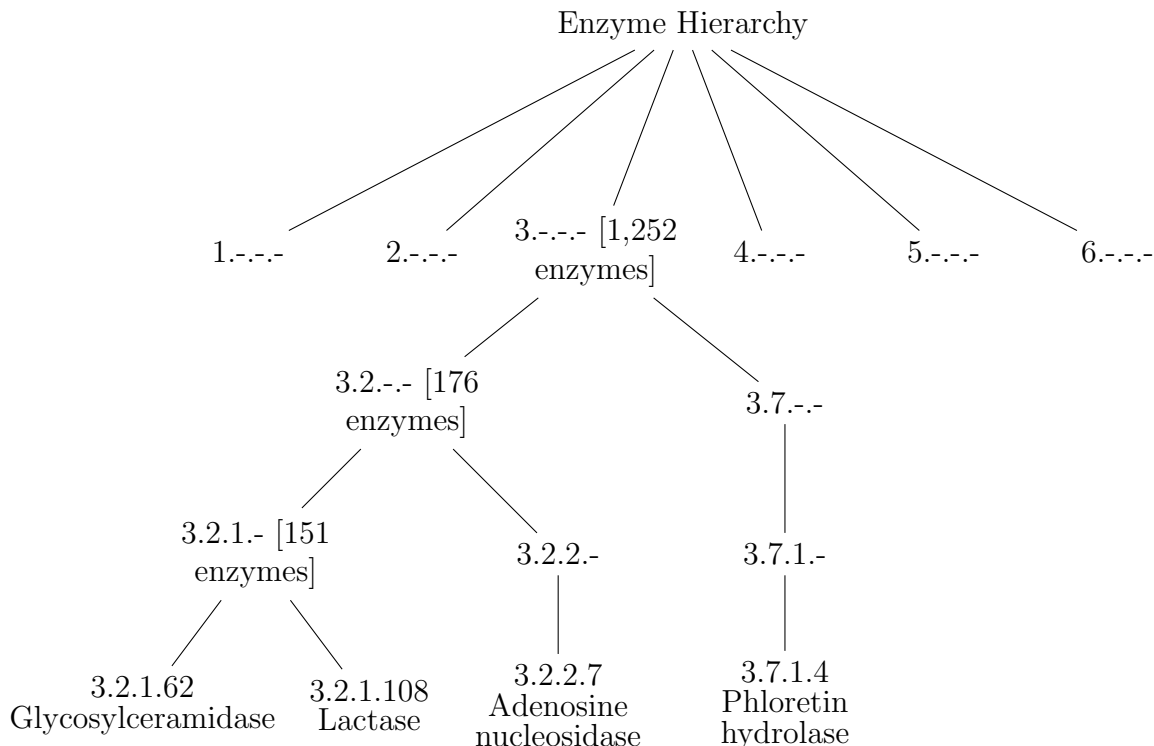 Enzyme Hierarchy
1.-.-.-
2.-.-.-
3.-.-.- [1,252
enzymes]
4.-.-.-
5.-.-.-
6.-.-.-
3.2.-.- [176
enzymes]
3.7.-.-
3.2.1.- [151
enzymes]
3.2.2.-
3.7.1.-
3.2.1.62
Glycosylceramidase
3.2.1.108
Lactase
3.2.2.7
Adenosine
nucleosidase
3.7.1.4
Phloretin
hydrolase